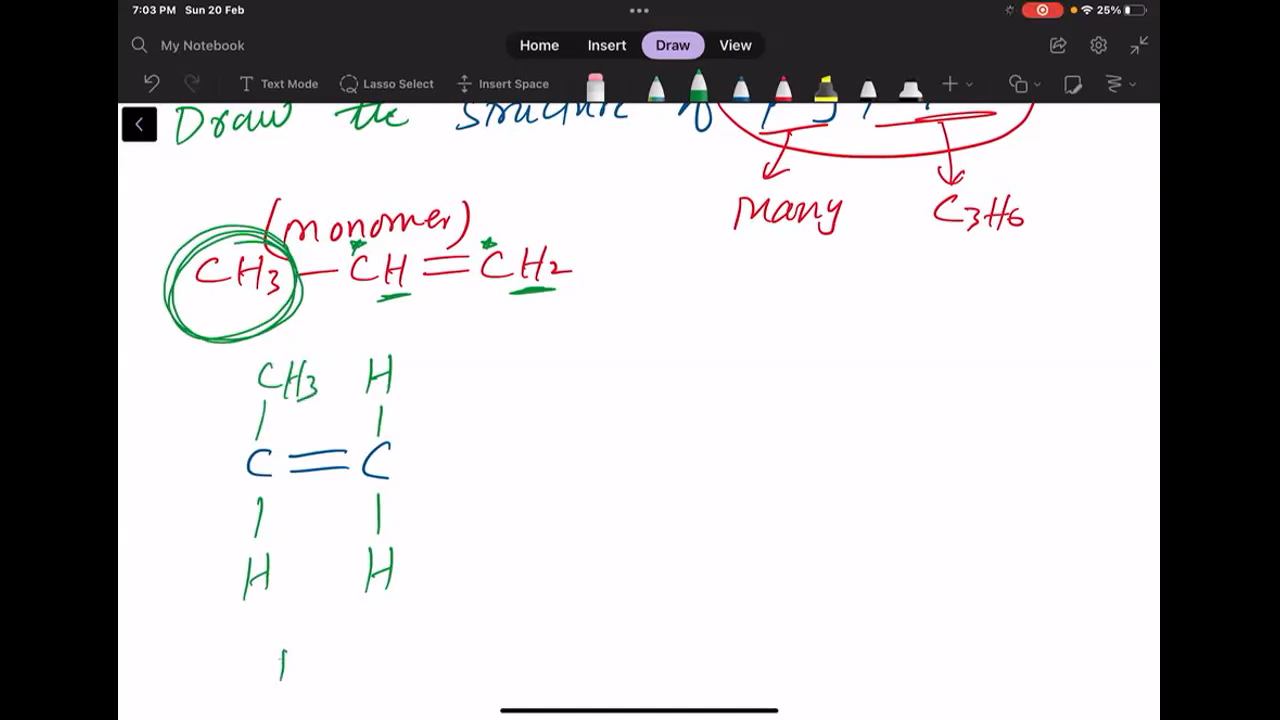 7:03 PM Sun 20 Feb
25%
My Notebook
Home Insert Draw View
Text Mode Lasso Select Insert Space
Draw the structure of
many C3H6
(monomer)
CH3 — CH = CH2
CH3 H
C = C
H H